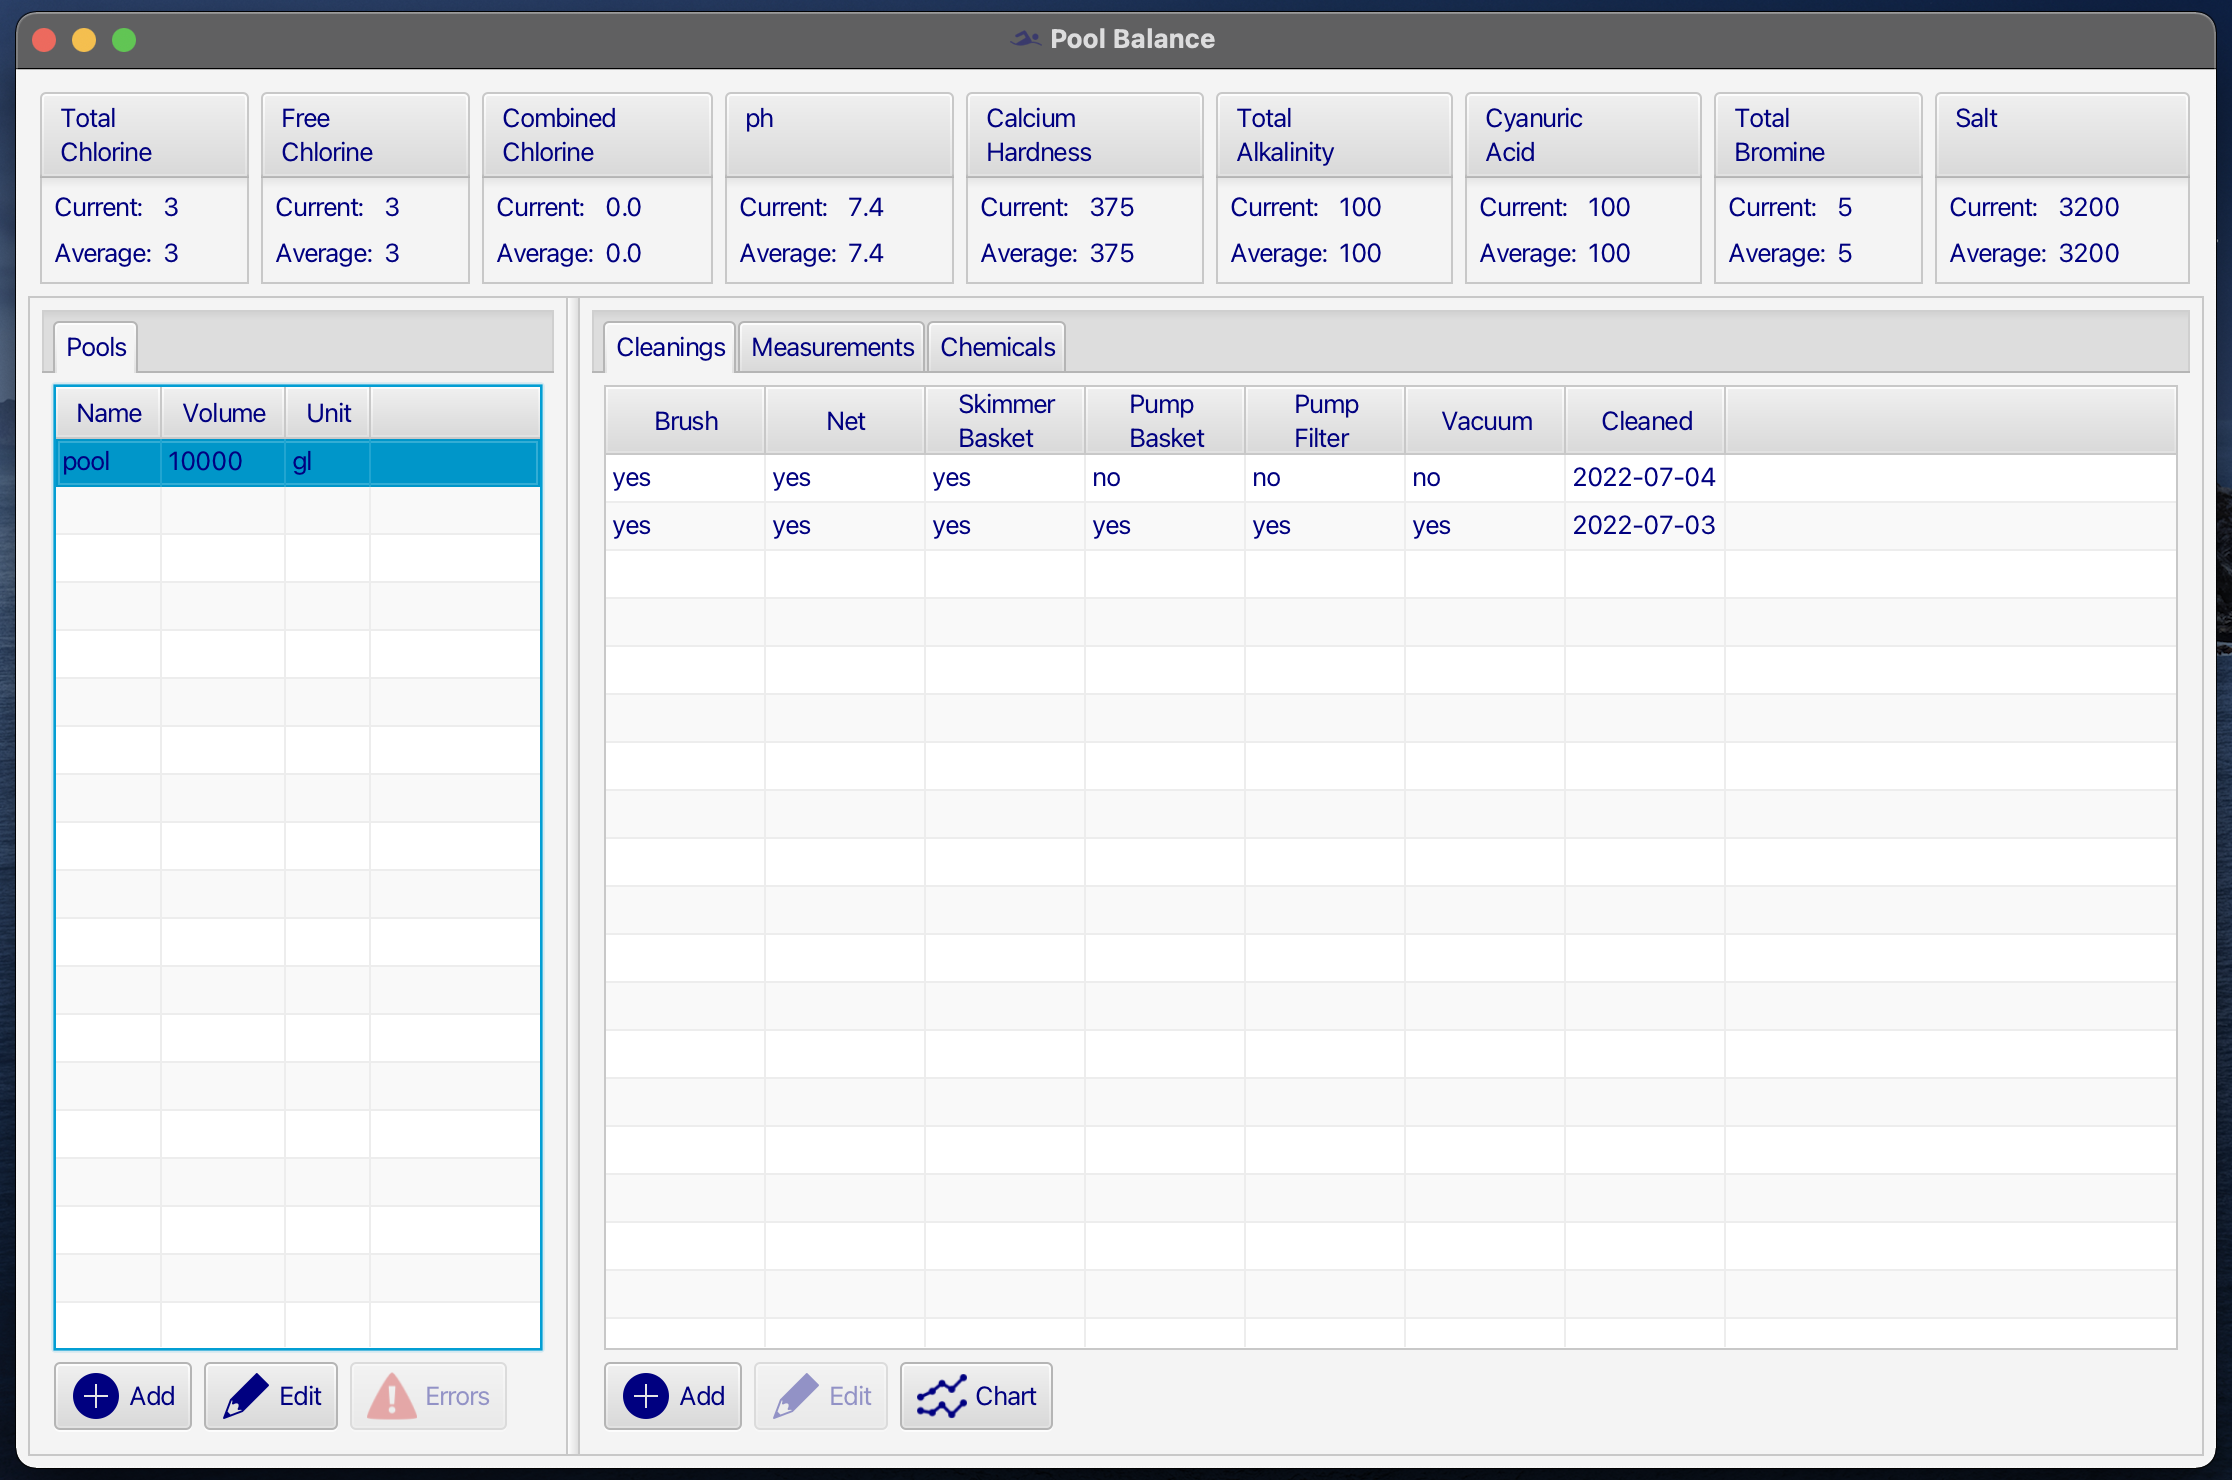 Pool Balance
Total
Chlorine
Current: 3
Average: 3
Free
Chlorine
Current: 3
Average: 3
Combined
Chlorine
Current: 0.0
Average: 0.0
ph
Current: 7.4
Average: 7.4
Calcium
Hardness
Current: 375
Average: 375
Total
Alkalinity
Current: 100
Average: 100
Cyanuric
Acid
Current: 100
Average: 100
Total
Bromine
Current: 5
Average: 5
Salt
Current: 3200
Average: 3200
Pools
Name Volume Unit
pool 10000 gl
Add Edit Errors
Cleanings Measurements Chemicals
Brush Net Skimmer Basket Pump Basket Pump Filter Vacuum Cleaned
yes yes yes no no no 2022-07-04
yes yes yes yes yes yes 2022-07-03
Add Edit Chart